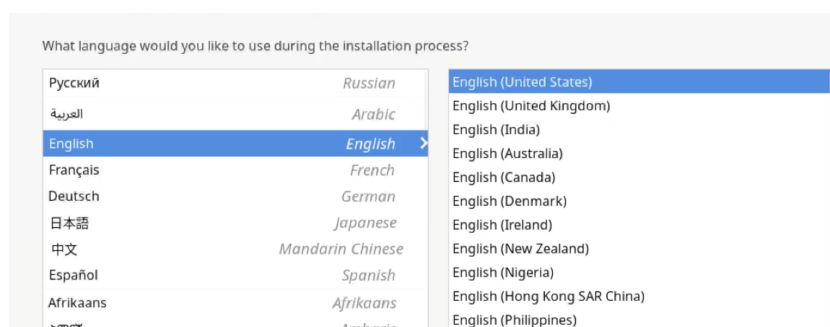 What language would you like to use during the installation process?
Русский Russian
العربية Arabic
English English
Français French
Deutsch German
日本語 Japanese
中文 Mandarin Chinese
Español Spanish
Afrikaans Afrikaans
English (United States)
English (United Kingdom)
English (India)
English (Australia)
English (Canada)
English (Denmark)
English (Ireland)
English (New Zealand)
English (Nigeria)
English (Hong Kong SAR China)
English (Philippines)